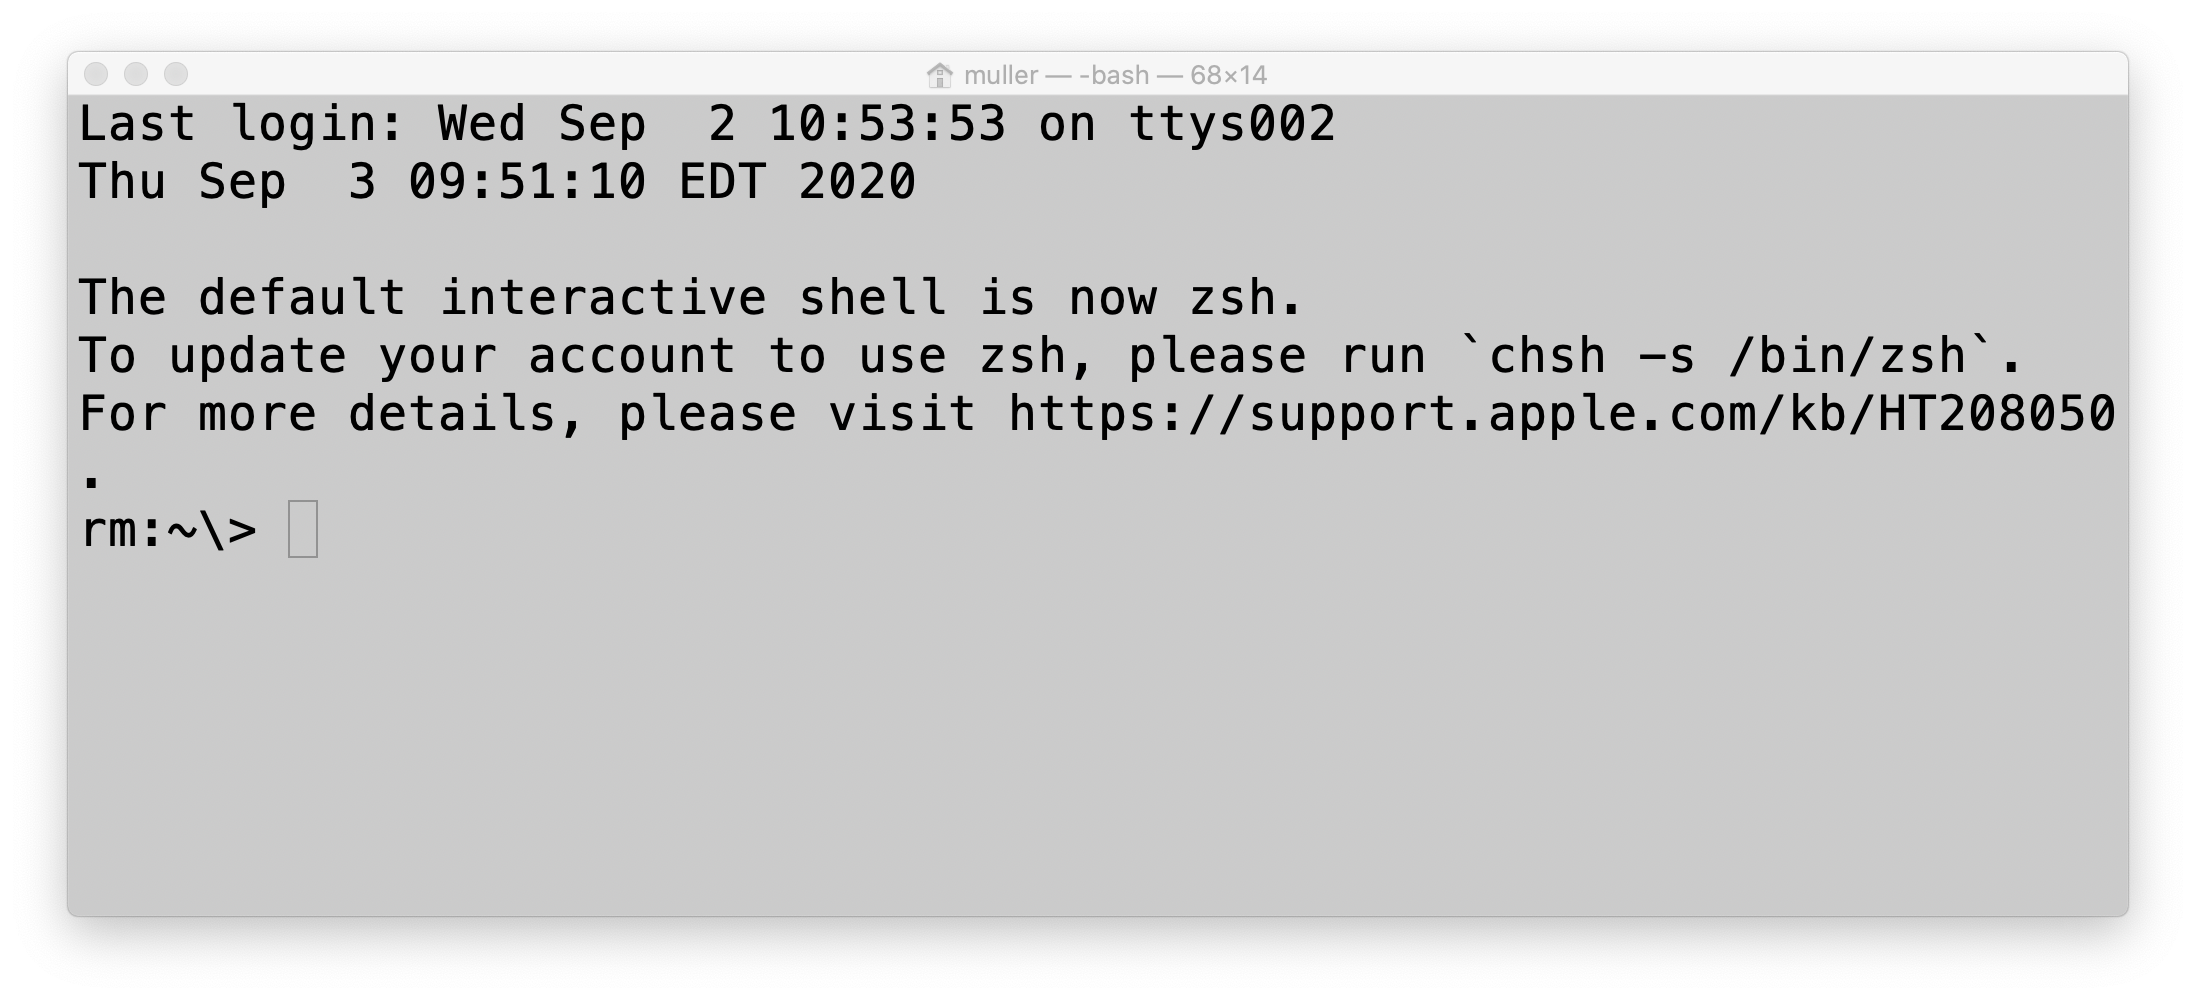 muller — -bash — 68×14
Last login: Wed Sep  2 10:53:53 on ttys002
Thu Sep  3 09:51:10 EDT 2020

The default interactive shell is now zsh.
To update your account to use zsh, please run `chsh -s /bin/zsh`.
For more details, please visit https://support.apple.com/kb/HT208050
.
rm:~\>